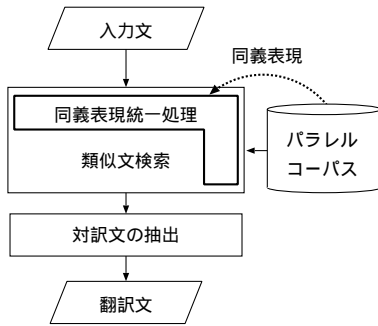 入力文
同義表現
同義表現統一処理
類似文検索
パラレル
コーパス
対訳文の抽出
翻訳文